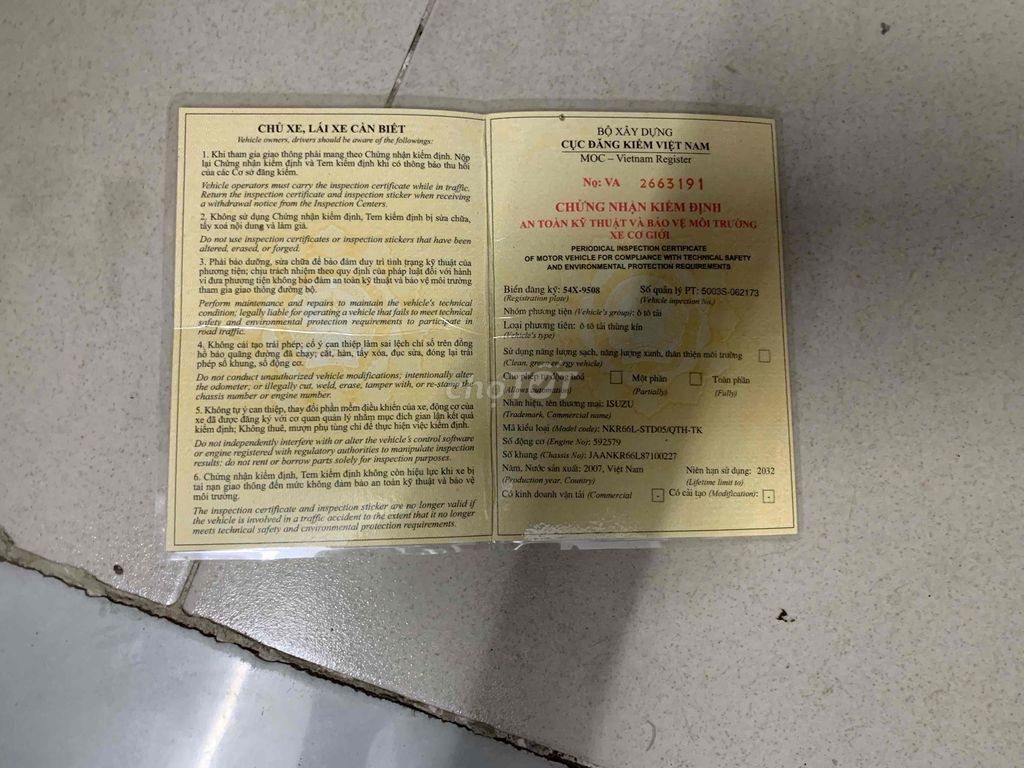 CHỦ XE, LÁI XE CẦN BIẾT
Vehicle owners, drivers should be aware of the followings:
1. Khi tham gia giao thông phải mang theo Chứng nhận kiểm định. Nộp
lại Chứng nhận kiểm định và Tem kiểm định khi có thông báo thu hồi
của các Cơ sở đăng kiểm.
Vehicle operators must carry the inspection certificate while in traffic.
Return the inspection certificate and inspection sticker when receiving
a withdrawal notice from the Inspection Centers.
2. Không sử dụng Chứng nhận kiểm định, Tem kiểm định bị sửa chữa,
tẩy xoá nội dung và làm giả.
Do not use inspection certificates or inspection stickers that have been
altered, erased, or forged.
3. Phải bảo dưỡng, sửa chữa để bảo đảm duy trì tình trạng kỹ thuật của
phương tiện; chịu trách nhiệm theo quy định của pháp luật đối với hành
vi đưa phương tiện không bảo đảm an toàn kỹ thuật và bảo vệ môi trường
tham gia giao thông đường bộ.
Perform maintenance and repairs to maintain the vehicle's technical
condition; legally liable for operating a vehicle that fails to meet technical
safety and environmental protection requirements to participate in
road traffic.
4. Không cải tạo trái phép; cố ý can thiệp làm sai lệch chỉ số trên đồng
hồ báo quãng đường đã chạy; cắt, hàn, tẩy xóa, đục sửa, đóng lại trái
phép số khung, số động cơ.
Do not conduct unauthorized vehicle modifications; intentionally alter
the odometer; or illegally cut, weld, erase, tamper with, or re-stamp the
chassis number or engine number.
5. Không tự ý can thiệp, thay đổi phần mềm điều khiển của xe, động cơ của
xe đã được đăng ký với cơ quan quản lý nhằm mục đích gian lận kết quả
kiểm định; Không thuê, mượn phụ tùng chỉ để thực hiện việc kiểm định.
Do not independently interfere with or alter the vehicle's control software
or engine registered with regulatory authorities to manipulate inspection
results; do not rent or borrow parts solely for inspection purposes.
6. Chứng nhận kiểm định, Tem kiểm định không còn hiệu lực khi xe bị
tai nạn giao thông đến mức không đảm bảo an toàn kỹ thuật và bảo vệ
môi trường.
The inspection certificate and inspection sticker are no longer valid if
the vehicle is involved in a traffic accident to the extent that it no longer
meets technical safety and environmental protection requirements.
BỘ XÂY DỰNG
CỤC ĐĂNG KIỂM VIỆT NAM
MOC – Vietnam Register
Nọ: VA 2663191
CHỨNG NHẬN KIỂM ĐỊNH
AN TOÀN KỸ THUẬT VÀ BẢO VỆ MÔI TRƯỜNG
XE CƠ GIỚI
PERIODICAL INSPECTION CERTIFICATE
OF MOTOR VEHICLE FOR COMPLIANCE WITH TECHNICAL SAFETY
AND ENVIRONMENTAL PROTECTION REQUIREMENTS
Biển đăng ký: 54X-9508 Số quản lý PT: 5003S-062173
(Registration plate) (Vehicle inpection No.)
Nhóm phương tiện (Vehicle's group): ô tô tải
Loại phương tiện: ô tô tải thùng kín
(Vehicle's type)
Sử dụng năng lượng sạch, năng lượng xanh, thân thiện môi trường
(Clean, green energy vehicle)
Cho phép tự động hoá Một phần Toàn phần
(Allows automation) (Partially) (Fully)
Nhãn hiệu, tên thương mại: ISUZU
(Trademark, Commercial name)
Mã kiểu loại (Model code): NKR66L-STD05/QTH-TK
Số động cơ (Engine No): 592579
Số khung (Chassis No): JAANKR66L87100227
Năm, Nước sản xuất: 2007, Việt Nam Niên hạn sử dụng: 2032
(Production year, Country) (Lifetime limit to)
Có kinh doanh vận tải (Commercial - Có cải tạo (Modification): -